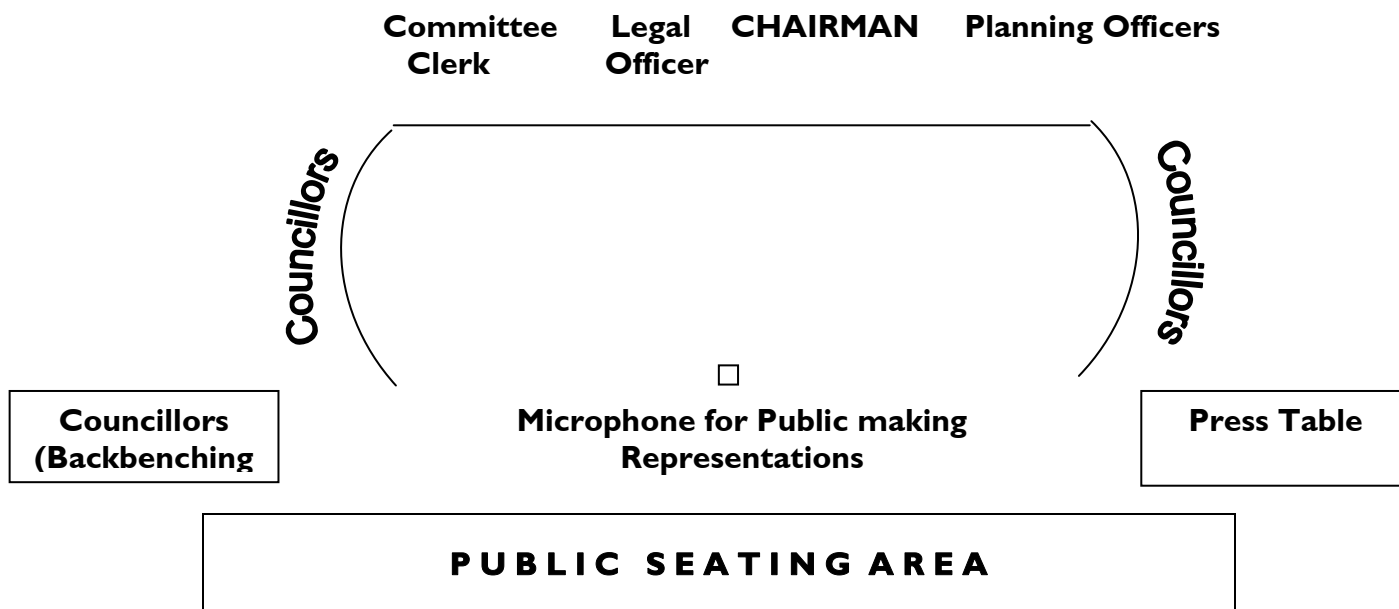 Committee Legal CHAIRMAN Planning Officers
Clerk Officer
Councillors
Councillors
Councillors
(Backbenching
Microphone for Public making
Representations
Press Table
PUBLIC SEATING AREA